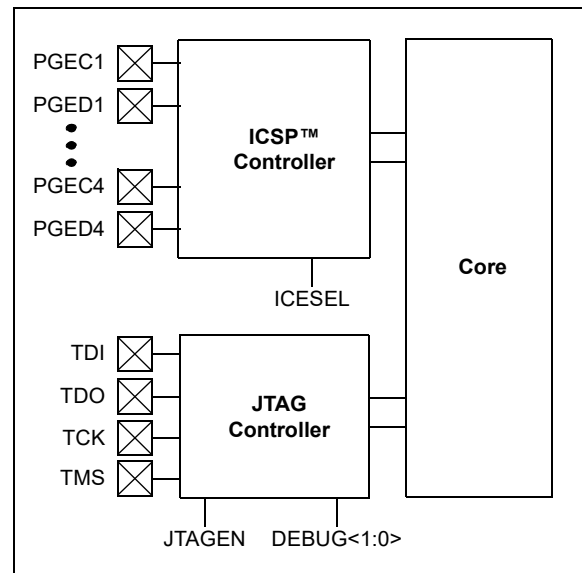 PGEC1
PGED1
PGEC4
PGED4
ICSP™
Controller
ICESEL
Core
TDI
TDO
TCK
TMS
JTAG
Controller
JTAGEN
DEBUG<1:0>